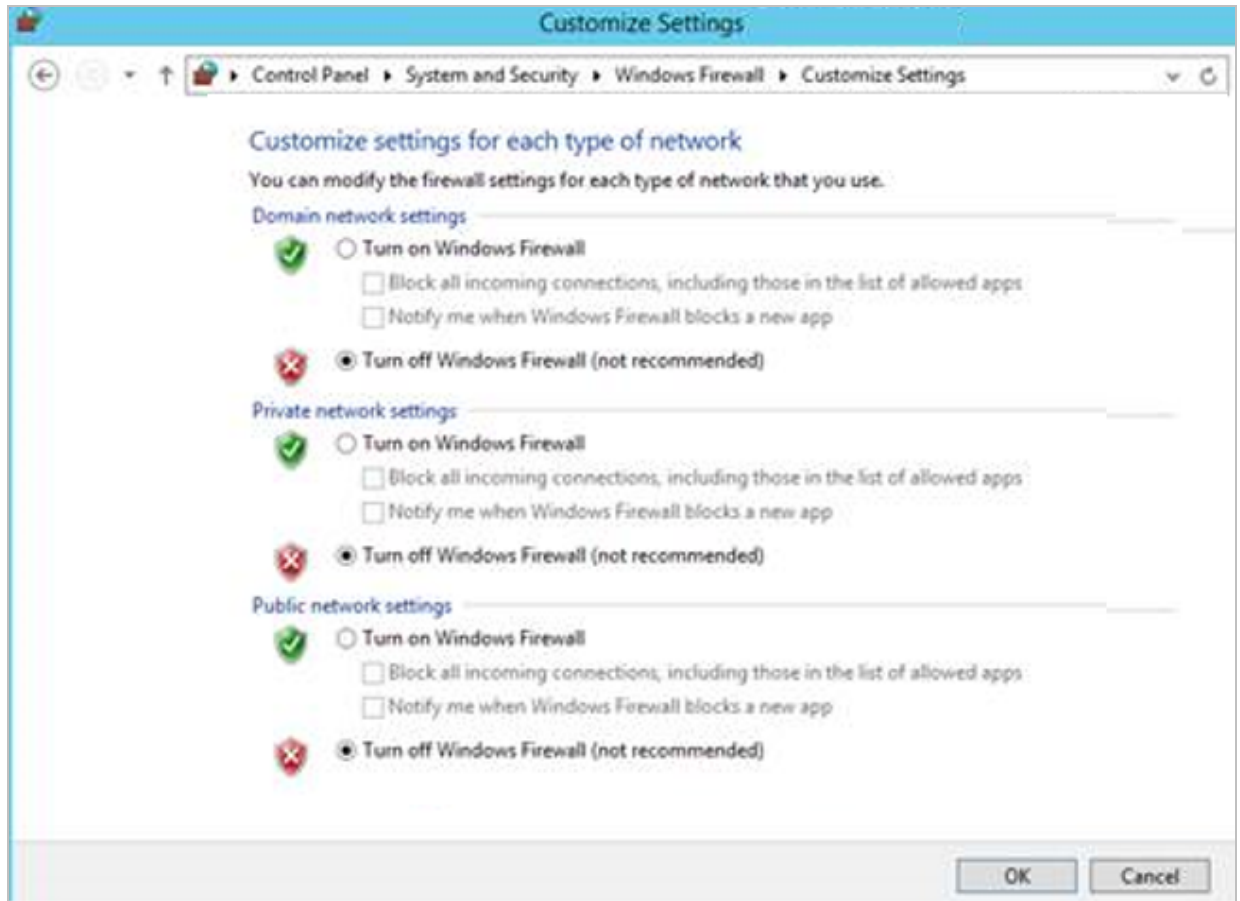 Customize Settings
Control Panel ▸ System and Security ▸ Windows Firewall ▸ Customize Settings
Customize settings for each type of network
You can modify the firewall settings for each type of network that you use.
Domain network settings
Turn on Windows Firewall
Block all incoming connections, including those in the list of allowed apps
Notify me when Windows Firewall blocks a new app
Turn off Windows Firewall (not recommended)
Private network settings
Turn on Windows Firewall
Block all incoming connections, including those in the list of allowed apps
Notify me when Windows Firewall blocks a new app
Turn off Windows Firewall (not recommended)
Public network settings
Turn on Windows Firewall
Block all incoming connections, including those in the list of allowed apps
Notify me when Windows Firewall blocks a new app
Turn off Windows Firewall (not recommended)
OK Cancel